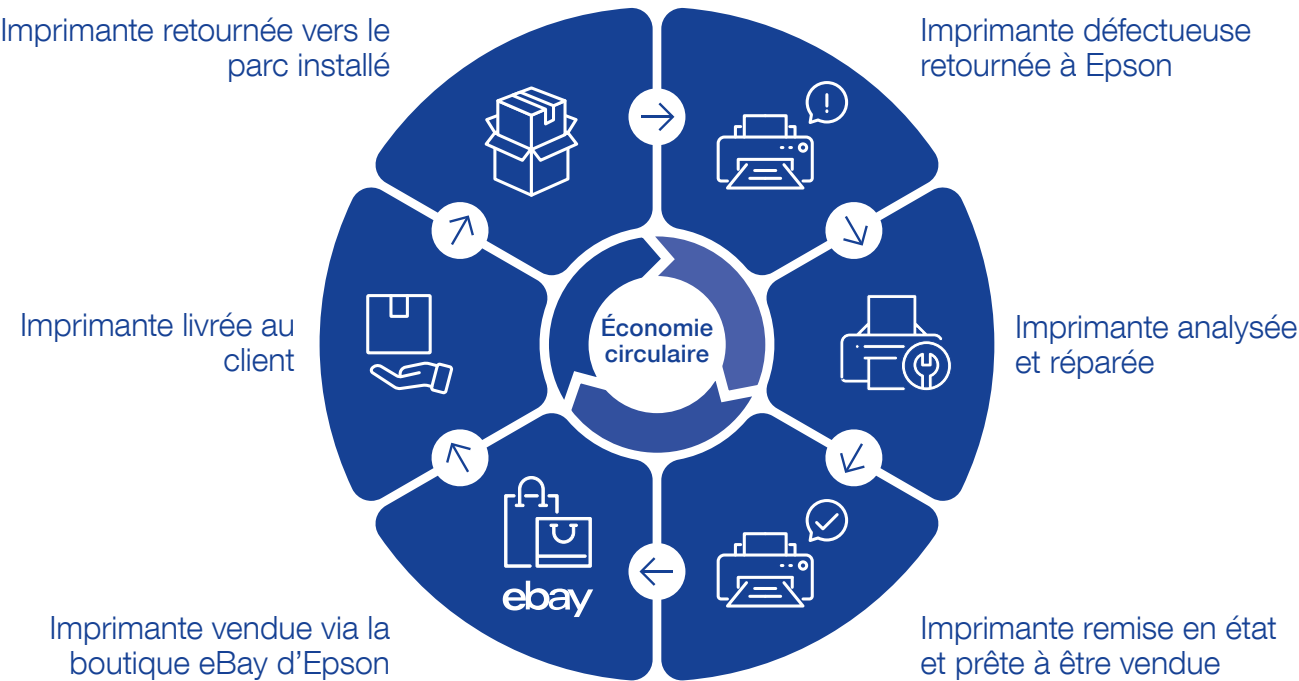 Imprimante retournée vers le
parc installé
Imprimante défectueuse
retournée à Epson
Imprimante livrée au
client
Économie
circulaire
Imprimante analysée
et réparée
ebay
Imprimante vendue via la
boutique eBay d’Epson
Imprimante remise en état
et prête à être vendue